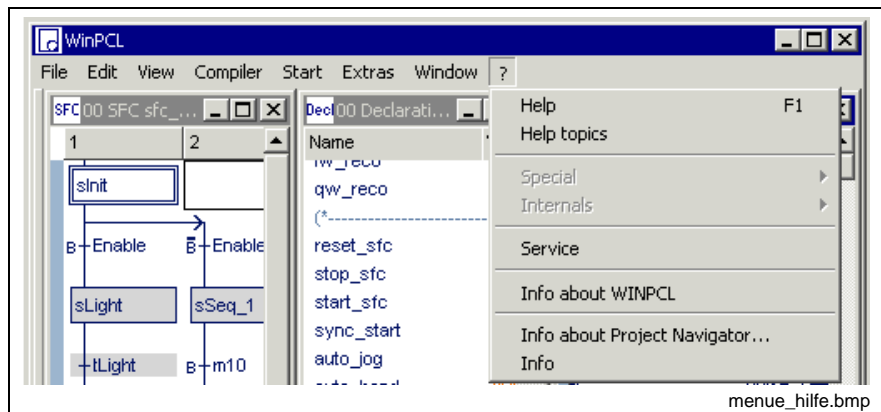 WinPCL
File Edit View Compiler Start Extras Window ?
SFC 00 SFC sfc_...
1 2
sInit
B Enable B Enable
sLight sSeq_1
tLight B m10
Decl 00 Declarati...
Name
iw_reco
qw_reco
(*-------------------------
reset_sfc
stop_sfc
start_sfc
sync_start
auto_jog
Help F1
Help topics
Special
Internals
Service
Info about WINPCL
Info about Project Navigator...
Info
menue_hilfe.bmp